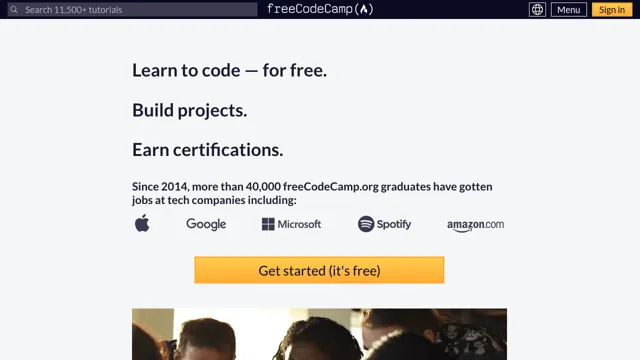 Search 11,500+ tutorials
freeCodeCamp
Menu
Sign in
Learn to code — for free.
Build projects.
Earn certifications.
Since 2014, more than 40,000 freeCodeCamp.org graduates have gotten
jobs at tech companies including:
Google
Microsoft
Spotify
amazon.com
Get started (it's free)